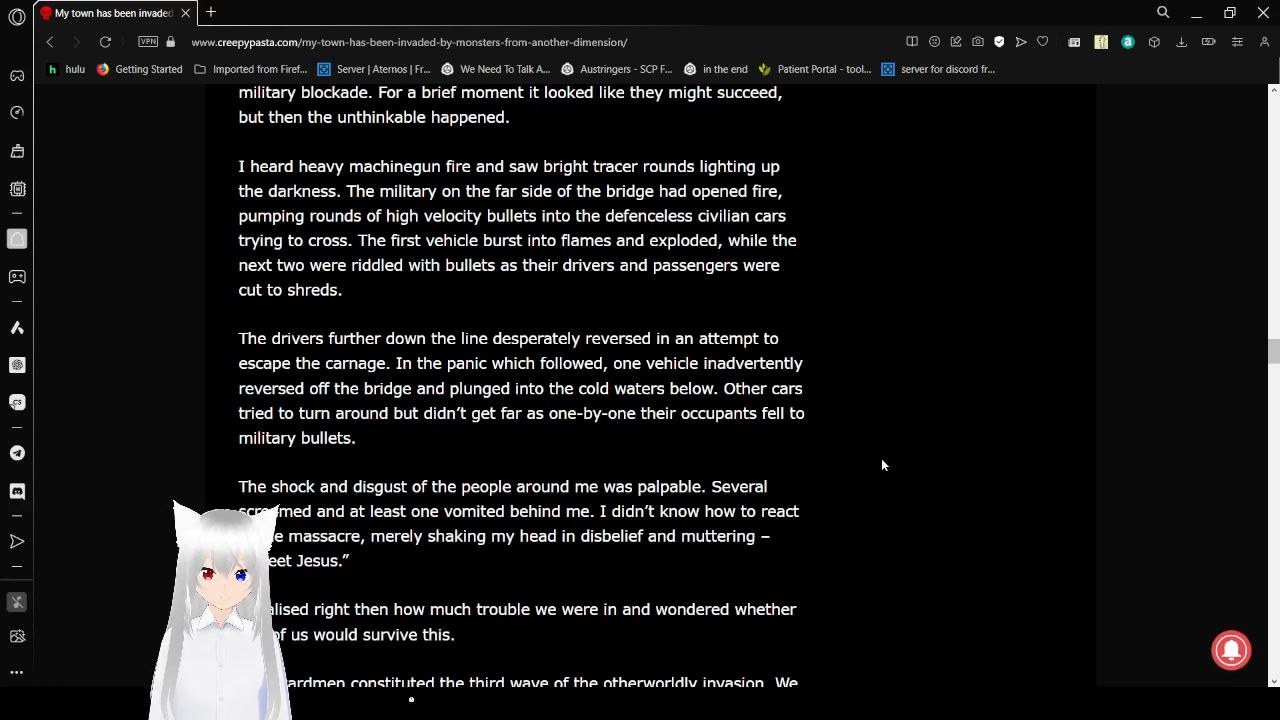 My town has been invaded
www.creepypasta.com/my-town-has-been-invaded-by-monsters-from-another-dimension/
VPN
hulu
Getting Started
Imported from Firef...
Server | Aternos | Fr...
We Need To Talk A...
Austringers - SCP F...
in the end
Patient Portal - tool...
server for discord fr...
military blockade. For a brief moment it looked like they might succeed,
but then the unthinkable happened.
I heard heavy machinegun fire and saw bright tracer rounds lighting up
the darkness. The military on the far side of the bridge had opened fire,
pumping rounds of high velocity bullets into the defenceless civilian cars
trying to cross. The first vehicle burst into flames and exploded, while the
next two were riddled with bullets as their drivers and passengers were
cut to shreds.
The drivers further down the line desperately reversed in an attempt to
escape the carnage. In the panic which followed, one vehicle inadvertently
reversed off the bridge and plunged into the cold waters below. Other cars
tried to turn around but didn’t get far as one-by-one their occupants fell to
military bullets.
The shock and disgust of the people around me was palpable. Several
and at least one vomited behind me. I didn’t know how to react
massacre, merely shaking my head in disbelief and muttering –
Jesus.”
right then how much trouble we were in and wondered whether
of us would survive this.
constituted the third wave of the otherworldly invasion. We